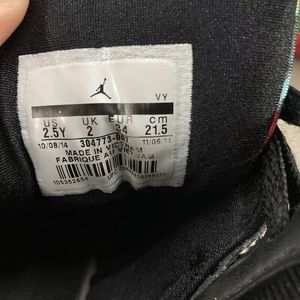 VY
US UK EUR cm
2.5Y 2 34 21.5
10/08/14 11/05/14
MADE IN VIETNAM
FABRIQUE AU VIETNAM